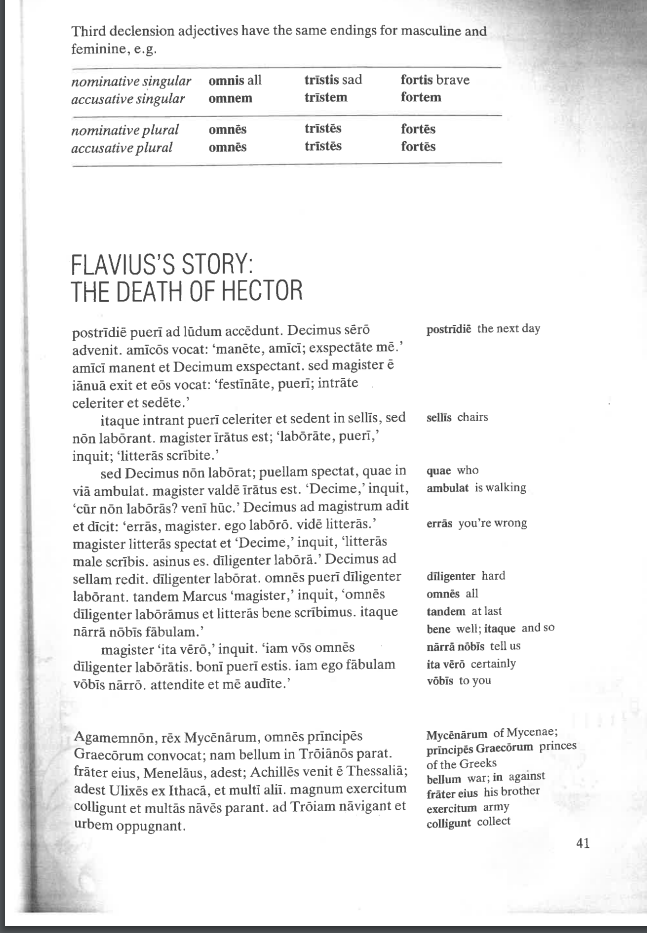 Third declension adjectives have the same endings for masculine and
feminine, e.g.
nominative singular omnis all trīstis sad fortis brave
accusative singular omnem trīstem fortem
nominative plural omnēs trīstēs fortēs
accusative plural omnēs trīstēs fortēs
FLAVIUS'S STORY:
THE DEATH OF HECTOR
postrīdiē puerī ad lūdum accēdunt. Decimus sērō
advenit. amīcōs vocat: 'manēte, amīcī; exspectāte mē.'
amīcī manent et Decimum exspectant. sed magister ē
iānuā exit et eōs vocat: 'festīnāte, puerī; intrāte
celeriter et sedēte.'
itaque intrant puerī celeriter et sedent in sellīs, sed
nōn labōrant. magister īrātus est; 'labōrāte, puerī,'
inquit; 'litterās scrībite.'
sed Decimus nōn labōrat; puellam spectat, quae in
viā ambulat. magister valdē īrātus est. 'Decime,' inquit,
'cūr nōn labōrās? venī hūc.' Decimus ad magistrum adit
et dīcit: 'errās, magister. ego labōrō. vidē litterās.'
magister litterās spectat et 'Decime,' inquit, 'litterās
male scrībis. asinus es. dīligenter labōrā.' Decimus ad
sellam redit. dīligenter labōrat. omnēs puerī dīligenter
labōrant. tandem Marcus 'magister,' inquit, 'omnēs
dīligenter labōrāmus et litterās bene scrībimus. itaque
nārrā nōbīs fābulam.'
magister 'ita vērō,' inquit. 'iam vōs omnēs
dīligenter labōrātis. bonī puerī estis. iam ego fābulam
vōbīs nārrō. attendite et mē audīte.'
postrīdiē the next day
sellīs chairs
quae who
ambulat is walking
errās you're wrong
dīligenter hard
omnēs all
tandem at last
bene well; itaque and so
nārrā nōbīs tell us
ita vērō certainly
vōbīs to you
Agamemnōn, rēx Mycēnārum, omnēs prīncipēs
Graecōrum convocat; nam bellum in Trōiānōs parat.
frāter eius, Menelāus, adest; Achillēs venit ē Thessaliā;
adest Ulixēs ex Ithacā, et multī aliī. magnum exercitum
colligunt et multās nāvēs parant. ad Trōiam nāvigant et
urbem oppugnant.
Mycēnārum of Mycenae;
prīncipēs Graecōrum princes
of the Greeks
bellum war; in against
frāter eius his brother
exercitum army
colligunt collect
41